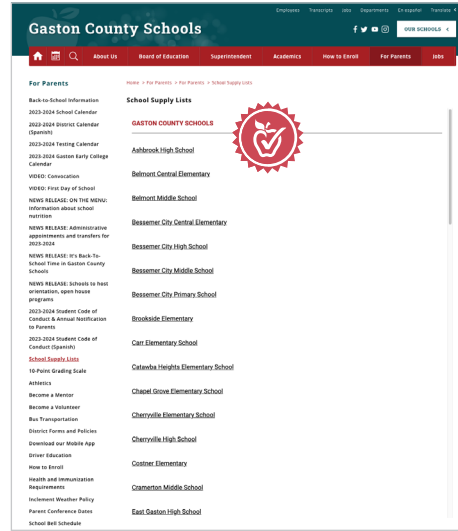 Employees Transcripts Jobs Departments En español Translate
Gaston County Schools
OUR SCHOOLS
About Us Board of Education Superintendent Academics How to Enroll For Parents Jobs
For Parents
Back-to-School Information
2023-2024 School Calendar
2023-2024 District Calendar
(Spanish)
2023-2024 Testing Calendar
2023-2024 Gaston Early College
Calendar
VIDEO: Convocation
VIDEO: First Day of School
NEWS RELEASE: ON THE MENU:
Information about school
nutrition
NEWS RELEASE: Administrative
appointments and transfers for
2023-2024
NEWS RELEASE: It's Back-To-
School Time in Gaston County
Schools
NEWS RELEASE: Schools to host
orientation, open house
programs
2023-2024 Student Code of
Conduct & Annual Notification
to Parents
2023-2024 Student Code of
Conduct (Spanish)
School Supply Lists
10-Point Grading Scale
Athletics
Become a Mentor
Become a Volunteer
Bus Transportation
District Forms and Policies
Download our Mobile App
Driver Education
How to Enroll
Health and Immunization
Requirements
Inclement Weather Policy
Parent Conference Dates
School Bell Schedule
Home > For Parents > For Parents > School Supply Lists
School Supply Lists
GASTON COUNTY SCHOOLS
Ashbrook High School
Belmont Central Elementary
Belmont Middle School
Bessemer City Central Elementary
Bessemer City High School
Bessemer City Middle School
Bessemer City Primary School
Brookside Elementary
Carr Elementary School
Catawba Heights Elementary School
Chapel Grove Elementary School
Cherryville Elementary School
Cherryville High School
Costner Elementary
Cramerton Middle School
East Gaston High School